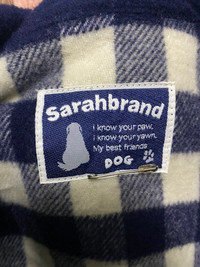 Sarahbrand
I know your paw.
I know your yawn.
My best friends
DOG